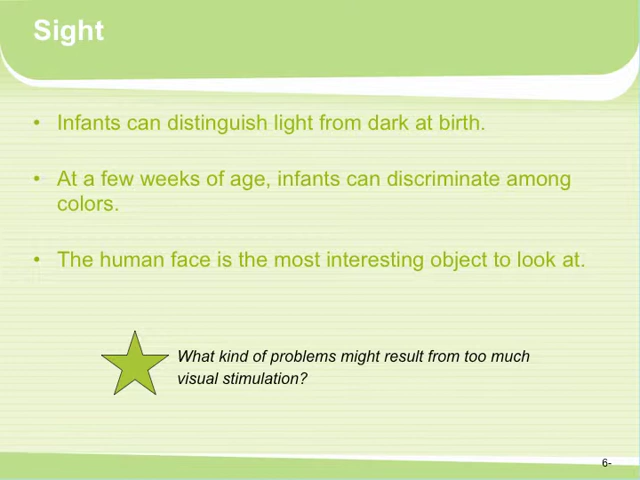 Sight
• Infants can distinguish light from dark at birth.
• At a few weeks of age, infants can discriminate among
colors.
• The human face is the most interesting object to look at.
What kind of problems might result from too much
visual stimulation?
6-